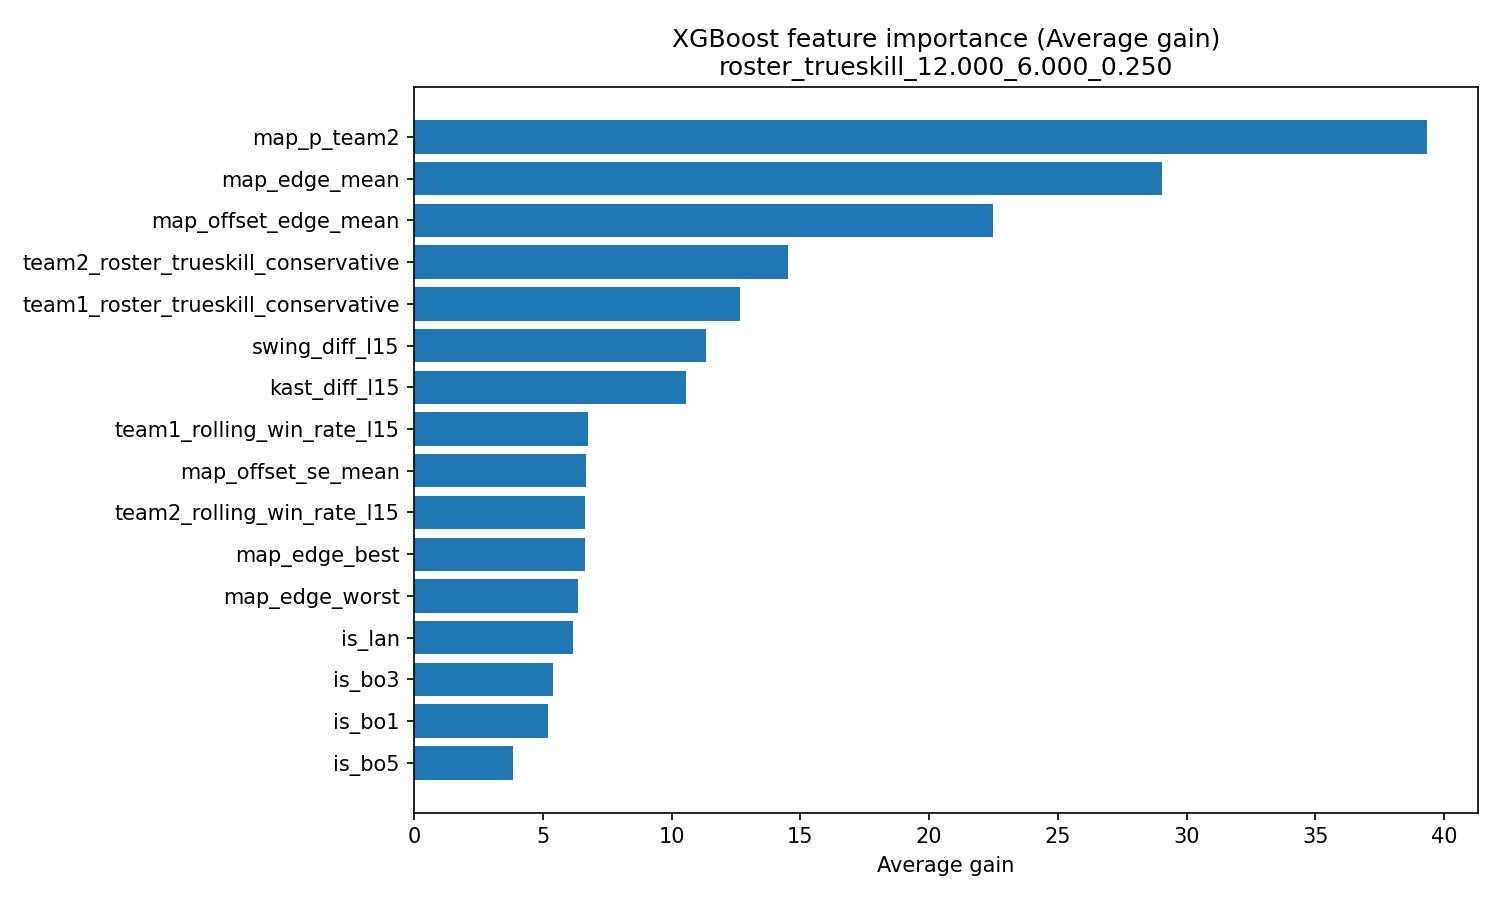 XGBoost feature importance (Average gain)
roster_trueskill_12.000_6.000_0.250
map_p_team2
map_edge_mean
map_offset_edge_mean
team2_roster_trueskill_conservative
team1_roster_trueskill_conservative
swing_diff_l15
kast_diff_l15
team1_rolling_win_rate_l15
map_offset_se_mean
team2_rolling_win_rate_l15
map_edge_best
map_edge_worst
is_lan
is_bo3
is_bo1
is_bo5
0 5 10 15 20 25 30 35 40
Average gain